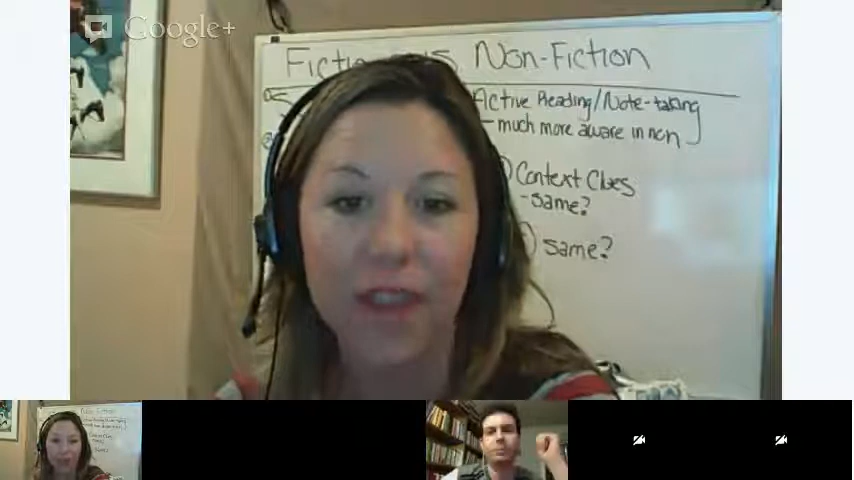 Google+
Non-Fiction
Active Reading/Note-taking
- much more aware in non
Context Clues
- same?
same?